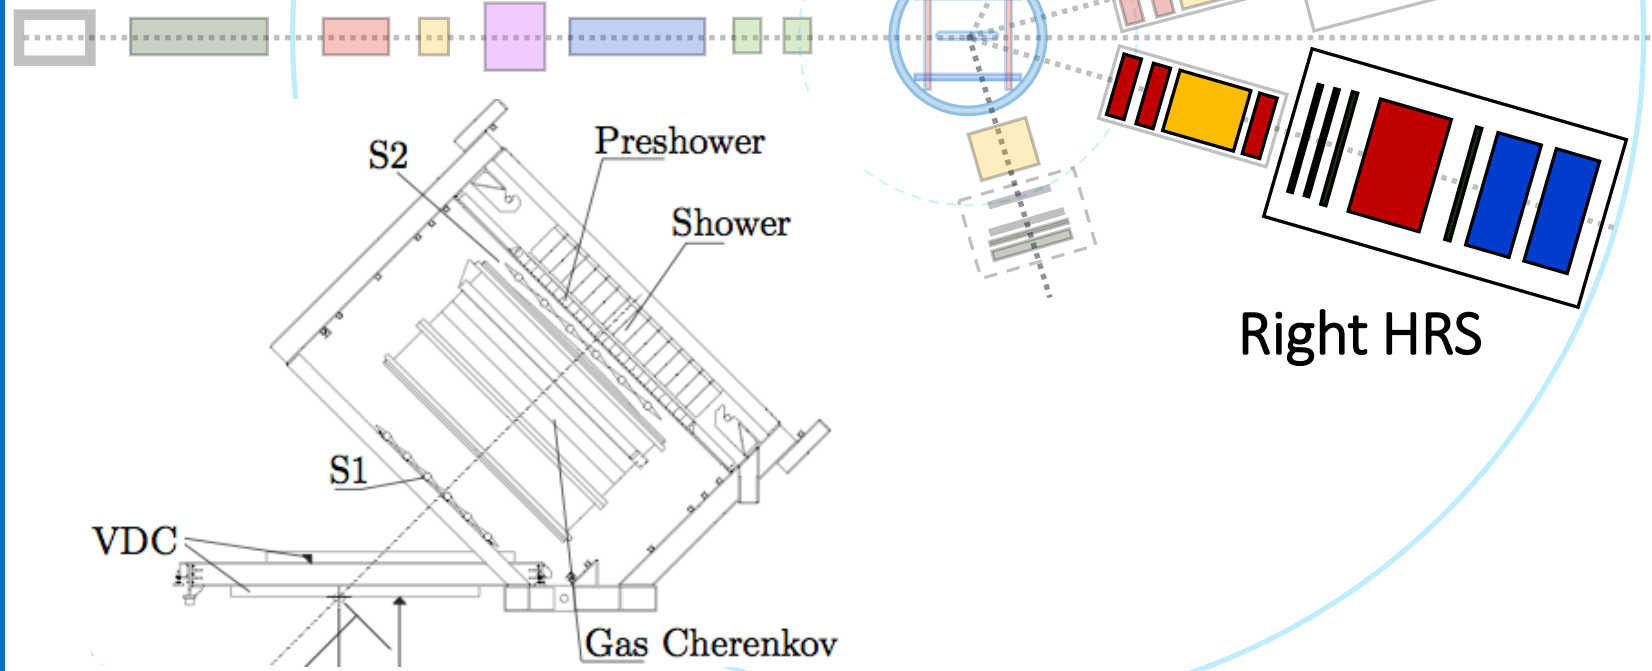 S2
Preshower
Shower
Right HRS
S1
VDC
Gas Cherenkov